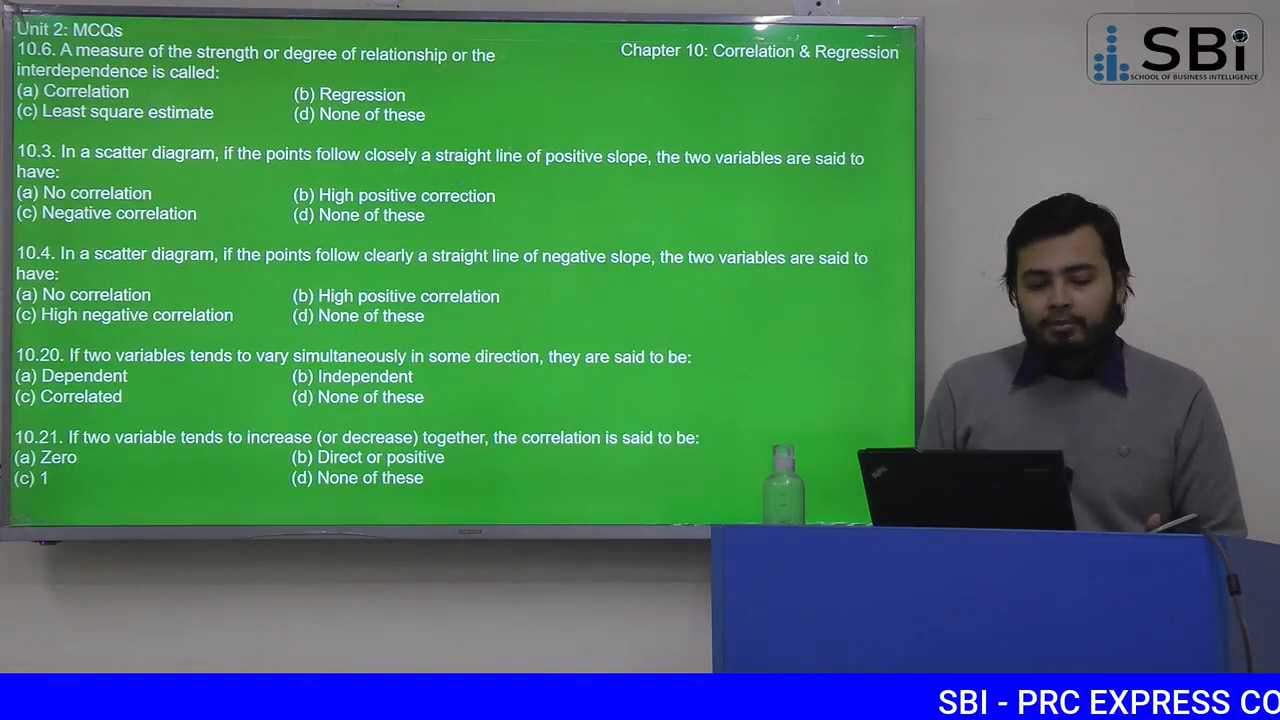 Unit 2: MCQs
10.6. A measure of the strength or degree of relationship or the
interdependence is called:
Chapter 10: Correlation & Regression
(a) Correlation (b) Regression
(c) Least square estimate (d) None of these
10.3. In a scatter diagram, if the points follow closely a straight line of positive slope, the two variables are said to
have:
(a) No correlation (b) High positive correction
(c) Negative correlation (d) None of these
10.4. In a scatter diagram, if the points follow clearly a straight line of negative slope, the two variables are said to
have:
(a) No correlation (b) High positive correlation
(c) High negative correlation (d) None of these
10.20. If two variables tends to vary simultaneously in some direction, they are said to be:
(a) Dependent (b) Independent
(c) Correlated (d) None of these
10.21. If two variable tends to increase (or decrease) together, the correlation is said to be:
(a) Zero (b) Direct or positive
(c) 1 (d) None of these
SBi
SCHOOL OF BUSINESS INTELLIGENCE
SBI - PRC EXPRESS CO